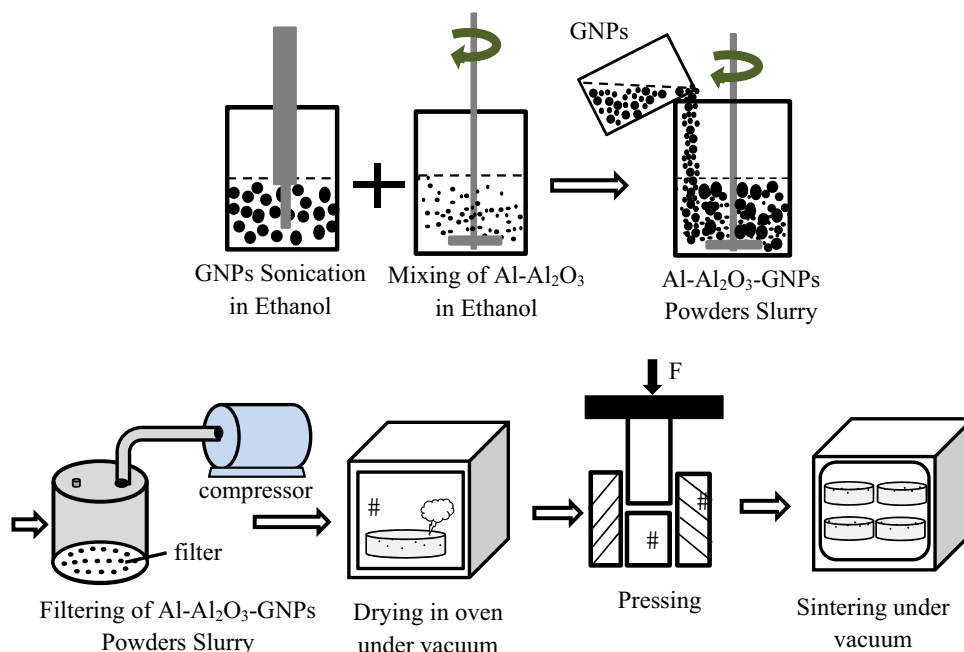 GNPs
GNPs Sonication
in Ethanol
Mixing of Al-Al₂O₃
in Ethanol
Al-Al₂O₃-GNPs
Powders Slurry
F
compressor
filter
#
#
#
Filtering of Al-Al₂O₃-GNPs
Powders Slurry
Drying in oven
under vacuum
Pressing
Sintering under
vacuum